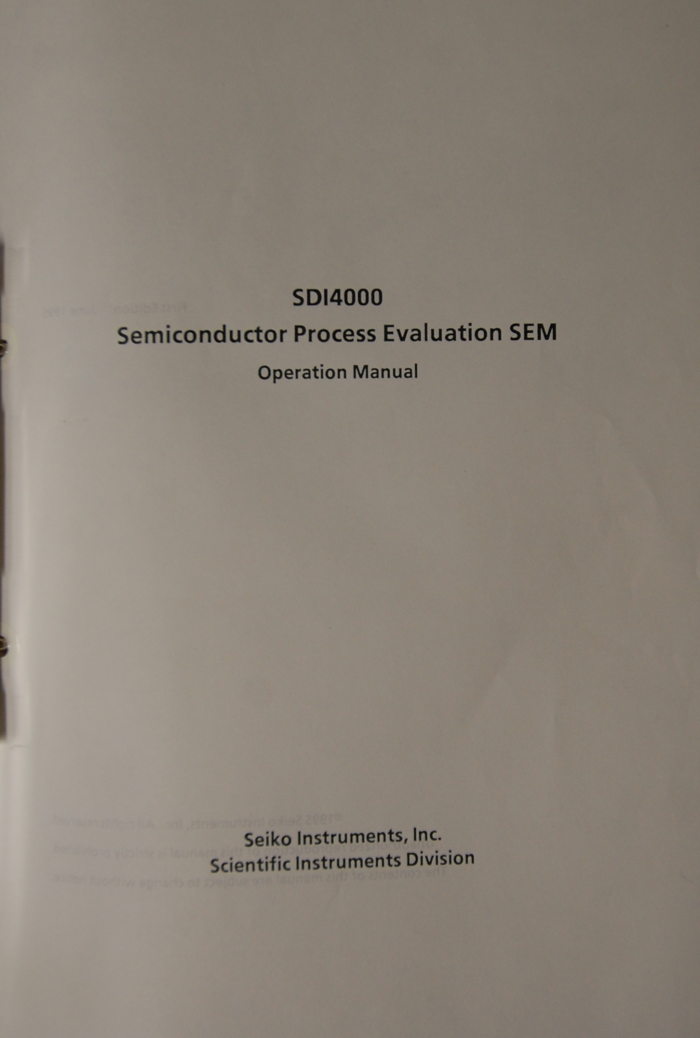 SDI4000
Semiconductor Process Evaluation SEM
Operation Manual
Seiko Instruments, Inc.
Scientific Instruments Division